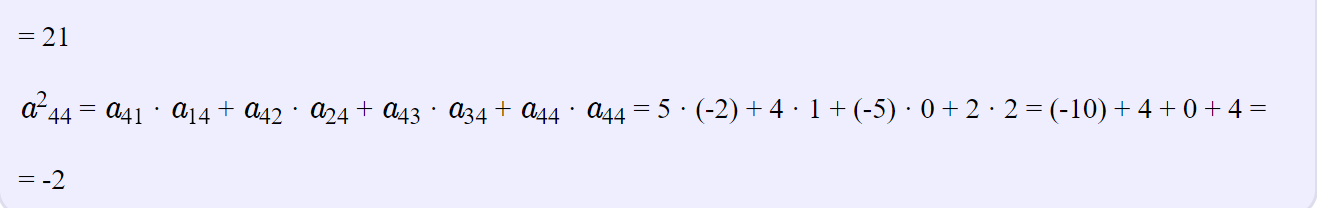 = 21
a²₄₄ = a₄₁ · a₁₄ + a₄₂ · a₂₄ + a₄₃ · a₃₄ + a₄₄ · a₄₄ = 5 · (-2) + 4 · 1 + (-5) · 0 + 2 · 2 = (-10) + 4 + 0 + 4 =
= -2